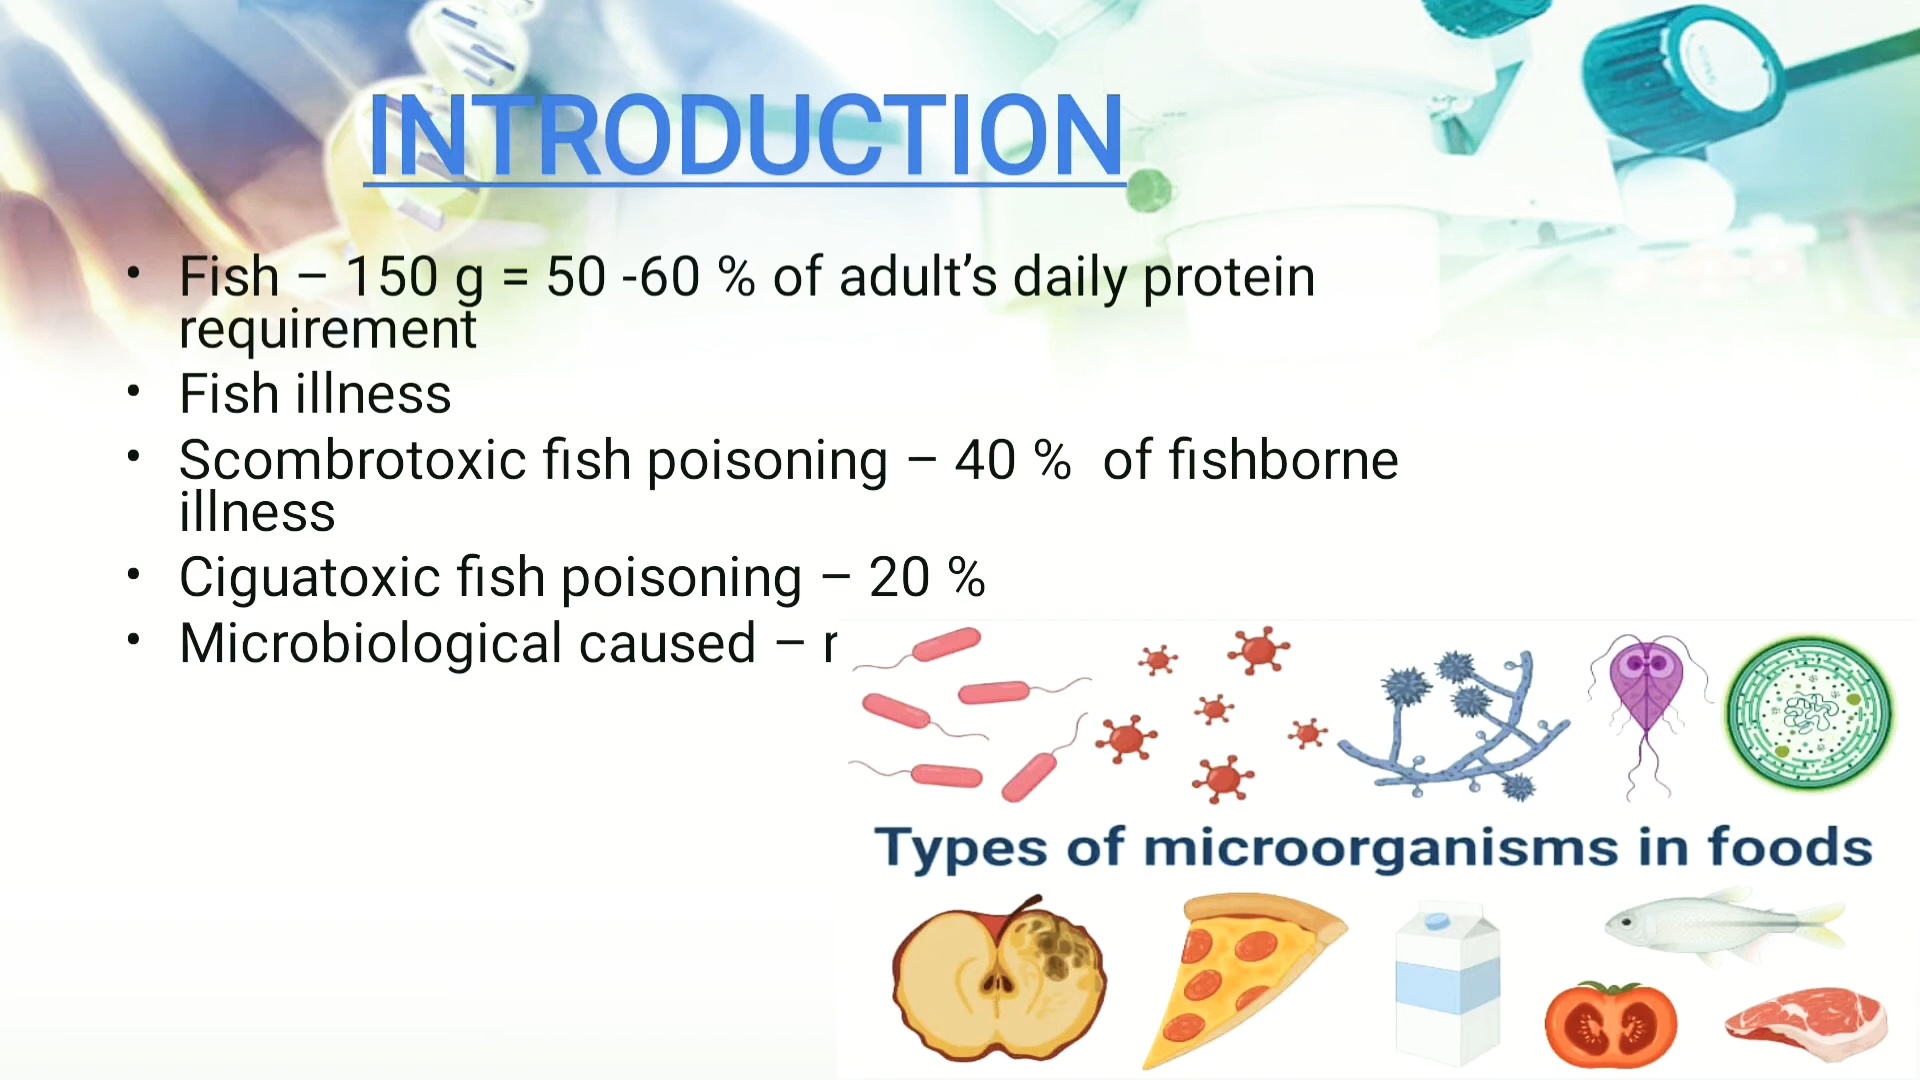 INTRODUCTION
• Fish – 150 g = 50 -60 % of adult’s daily protein
requirement
• Fish illness
• Scombrotoxic fish poisoning – 40 %  of fishborne
illness
• Ciguatoxic fish poisoning – 20 %
• Microbiological caused –
Types of microorganisms in foods